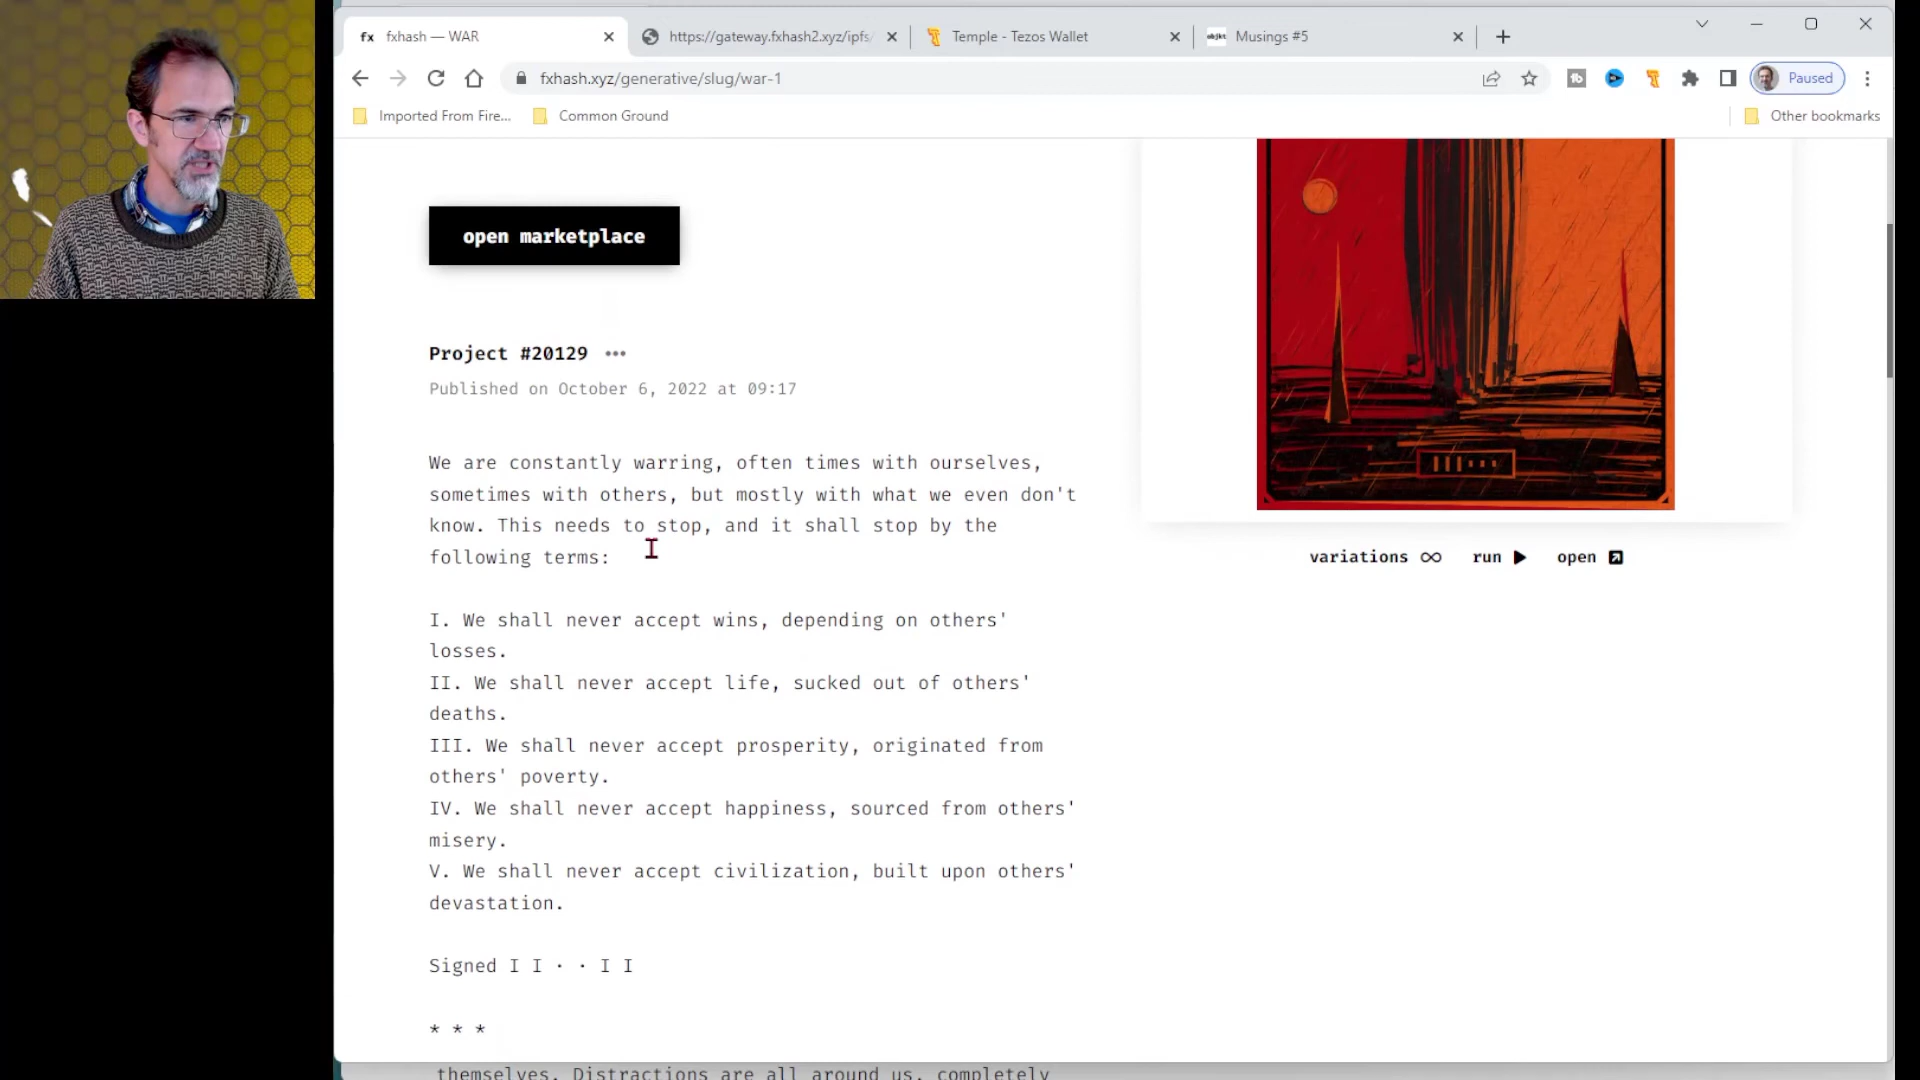 fx fxhash — WAR
https://gateway.fxhash2.xyz/ipfs/
Temple - Tezos Wallet
objkt Musings #5
fxhash.xyz/generative/slug/war-1
Paused
Imported From Fire...
Common Ground
Other bookmarks
open marketplace
Project #20129
Published on October 6, 2022 at 09:17
We are constantly warring, often times with ourselves,
sometimes with others, but mostly with what we even don't
know. This needs to stop, and it shall stop by the
following terms:
I. We shall never accept wins, depending on others'
losses.
II. We shall never accept life, sucked out of others'
deaths.
III. We shall never accept prosperity, originated from
others' poverty.
IV. We shall never accept happiness, sourced from others'
misery.
V. We shall never accept civilization, built upon others'
devastation.
Signed I I · · I I
* * *
themselves. Distractions are all around us, completely
variations ∞ run open